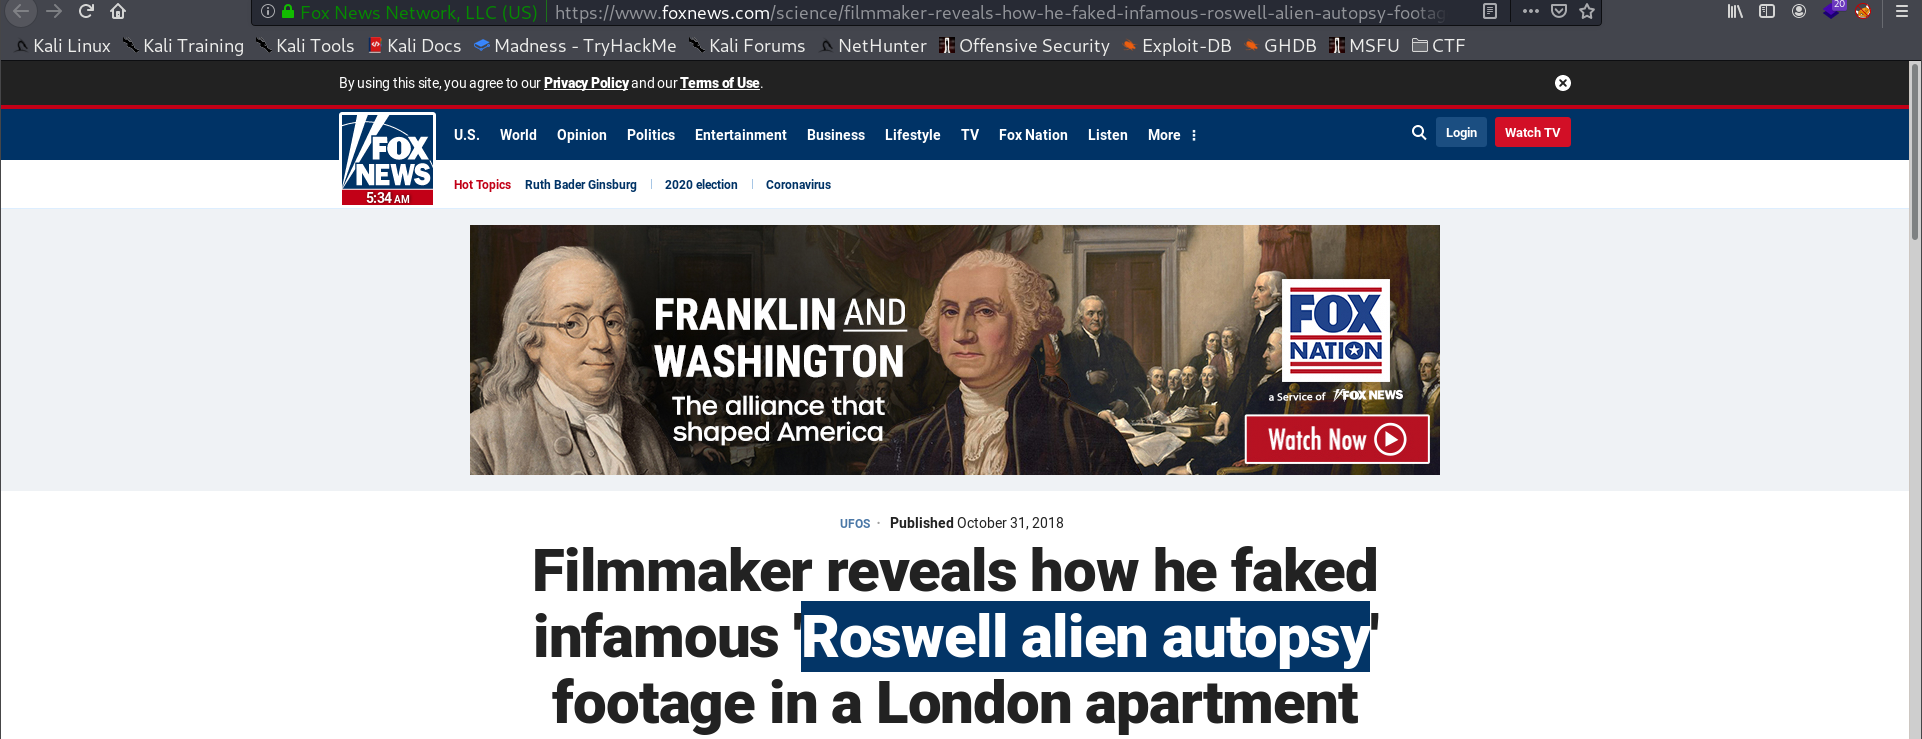 Fox News Network, LLC (US) https://www.foxnews.com/science/filmmaker-reveals-how-he-faked-infamous-roswell-alien-autopsy-footag 20
Kali Linux Kali Training Kali Tools Kali Docs Madness - TryHackMe Kali Forums NetHunter Offensive Security Exploit-DB GHDB MSFU CTF
By using this site, you agree to our Privacy Policy and our Terms of Use.
FOX NEWS
U.S. World Opinion Politics Entertainment Business Lifestyle TV Fox Nation Listen More Login Watch TV
5:34 AM
Hot Topics Ruth Bader Ginsburg 2020 election Coronavirus
FRANKLIN AND
WASHINGTON
The alliance that
shaped America
FOX
NATION
a Service of FOX NEWS
Watch Now
UFOS · Published October 31, 2018
Filmmaker reveals how he faked
infamous 'Roswell alien autopsy'
footage in a London apartment